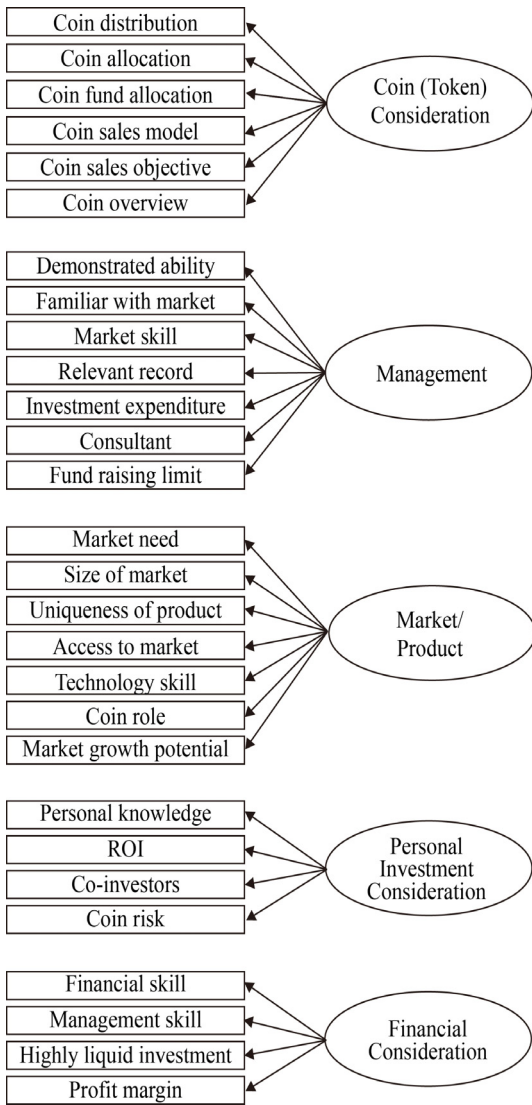 Coin distribution
Coin allocation
Coin fund allocation
Coin sales model
Coin sales objective
Coin overview
Coin (Token)
Consideration
Demonstrated ability
Familiar with market
Market skill
Relevant record
Investment expenditure
Consultant
Fund raising limit
Management
Market need
Size of market
Uniqueness of product
Access to market
Technology skill
Coin role
Market growth potential
Market/
Product
Personal knowledge
ROI
Co-investors
Coin risk
Personal
Investment
Consideration
Financial skill
Management skill
Highly liquid investment
Profit margin
Financial
Consideration